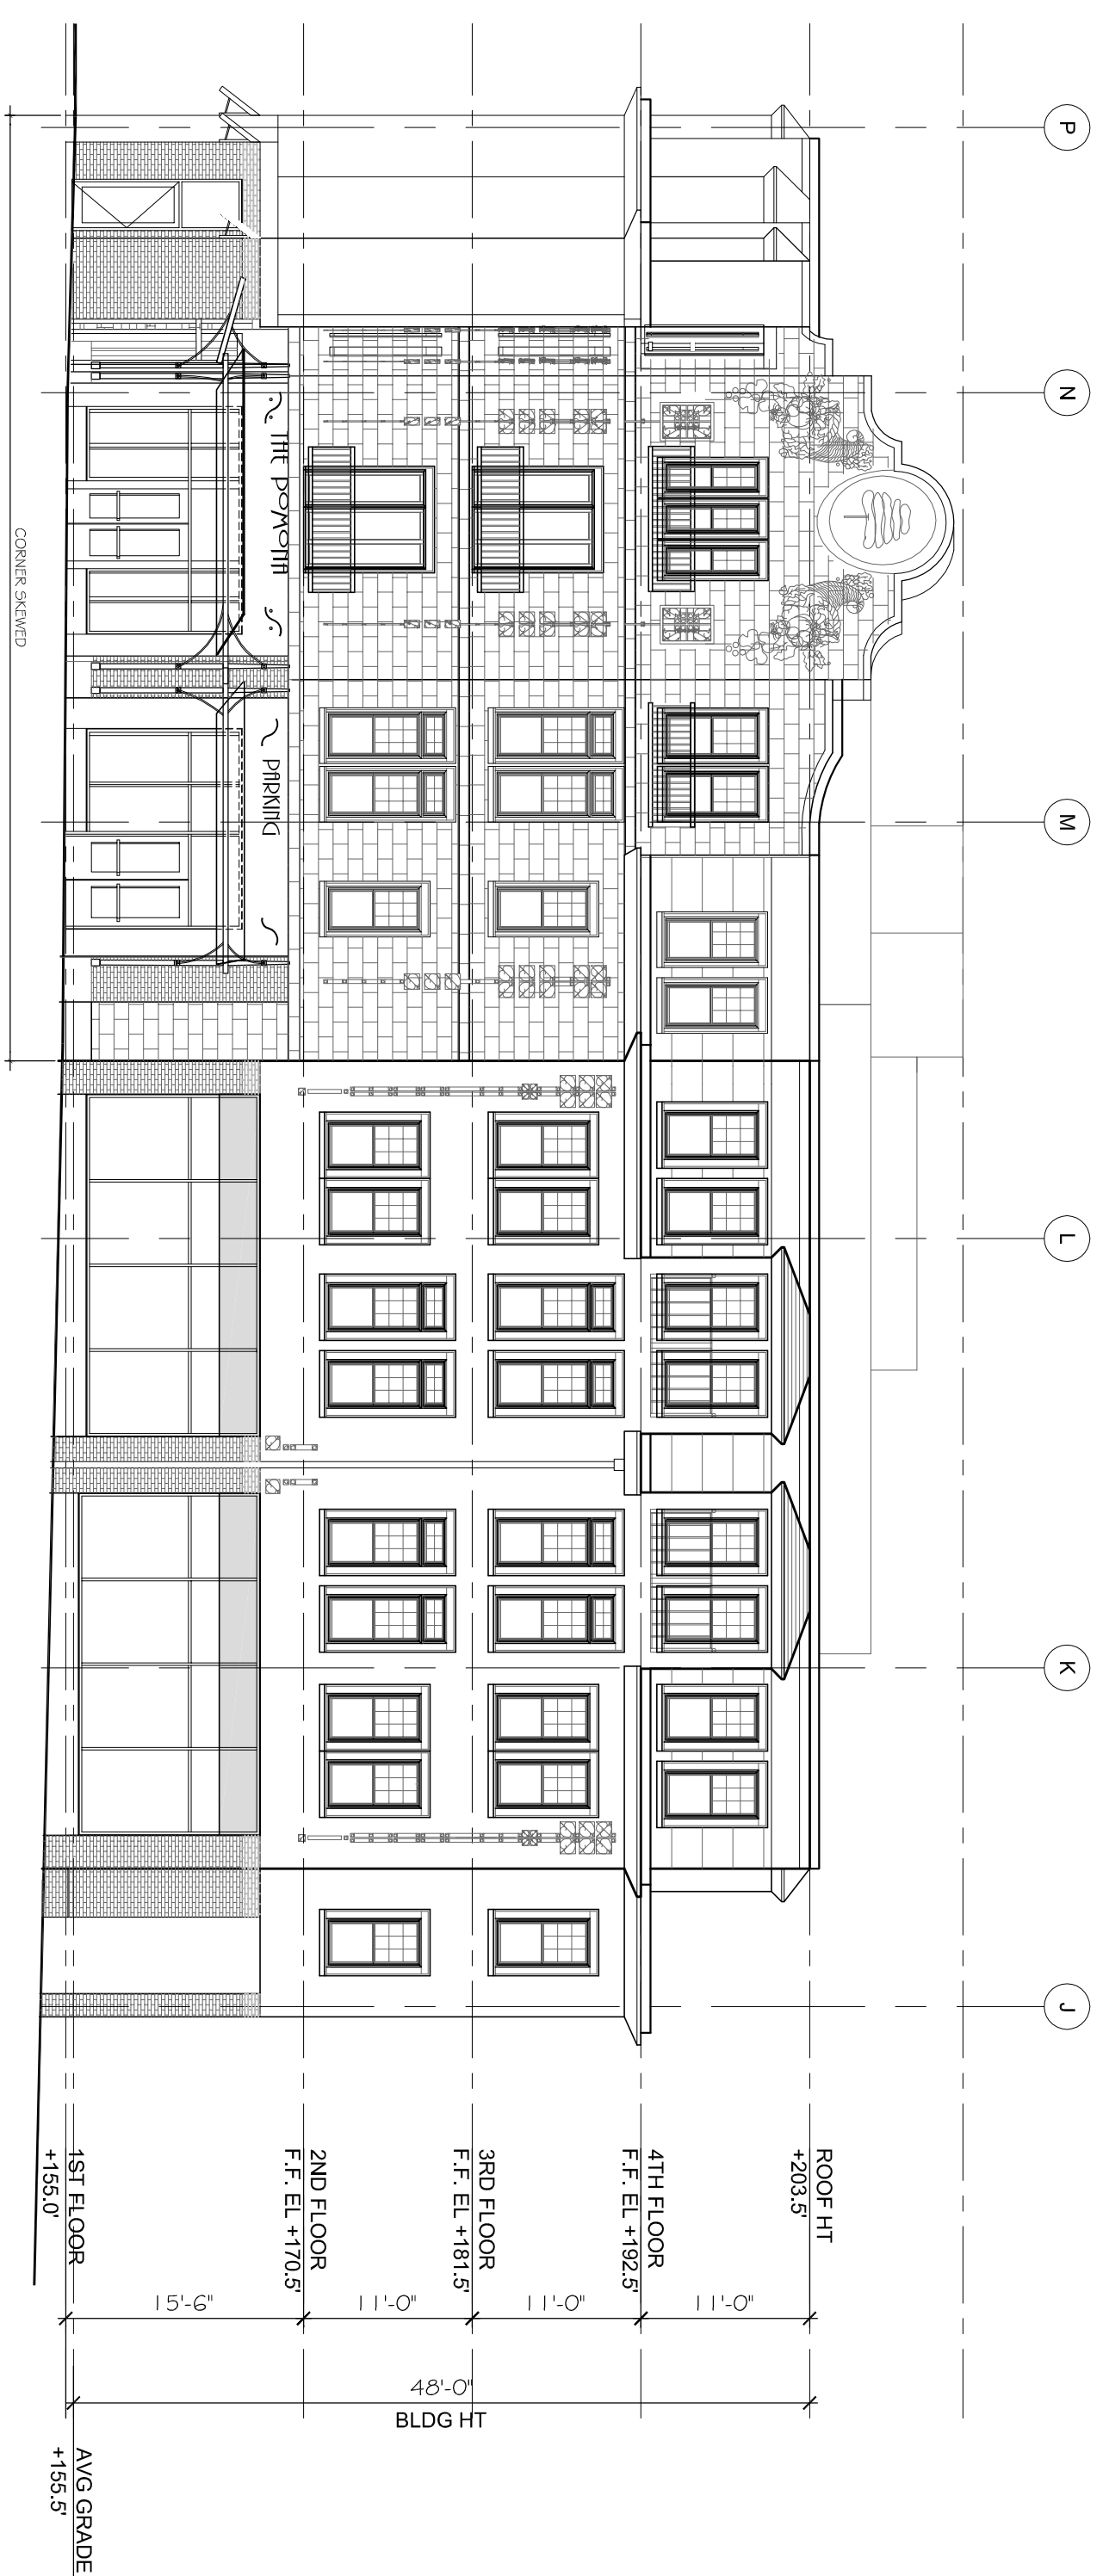 P
N
M
L
K
J
ROOF HT
+203.5'
4TH FLOOR
F.F. EL +192.5'
3RD FLOOR
F.F. EL +181.5'
2ND FLOOR
F.F. EL +170.5'
1ST FLOOR
+155.0'
11'-0"
11'-0"
11'-0"
15'-6"
48'-0"
BLDG HT
AVG GRADE
+155.5'
THE POMONA
PARKING
CORNER SKEWED